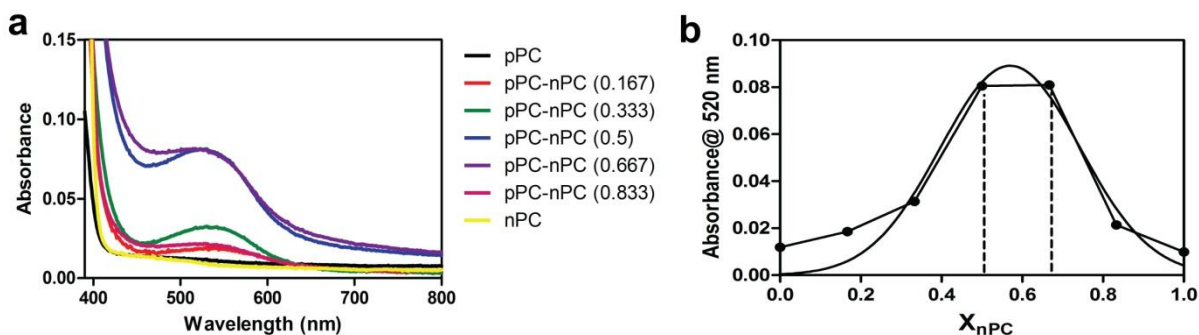 a
0.15
0.10
0.05
0.00
Absorbance
400 500 600 700 800
Wavelength (nm)
pPC
pPC-nPC (0.167)
pPC-nPC (0.333)
pPC-nPC (0.5)
pPC-nPC (0.667)
pPC-nPC (0.833)
nPC
b
0.10
0.08
0.06
0.04
0.02
0.00
Absorbance@ 520 nm
0.0 0.2 0.4 0.6 0.8 1.0
XnPC